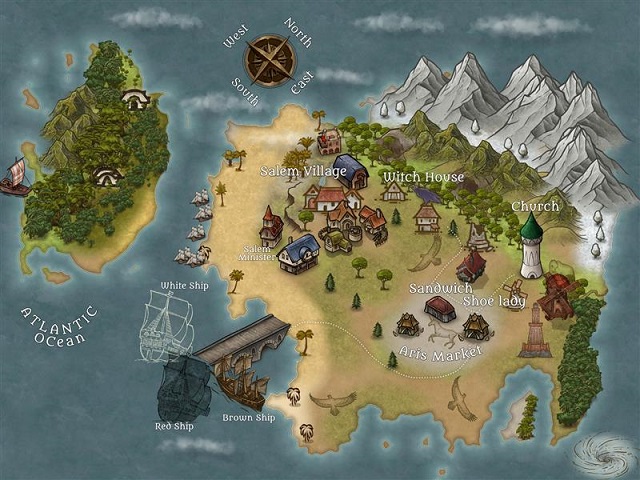 West
North
South
East
Salem Village
Witch House
Church
Salem
Minister
Sandwich
Shoe lady
White Ship
ATLANTIC
Ocean
Aris Market
Brown Ship
Red Ship